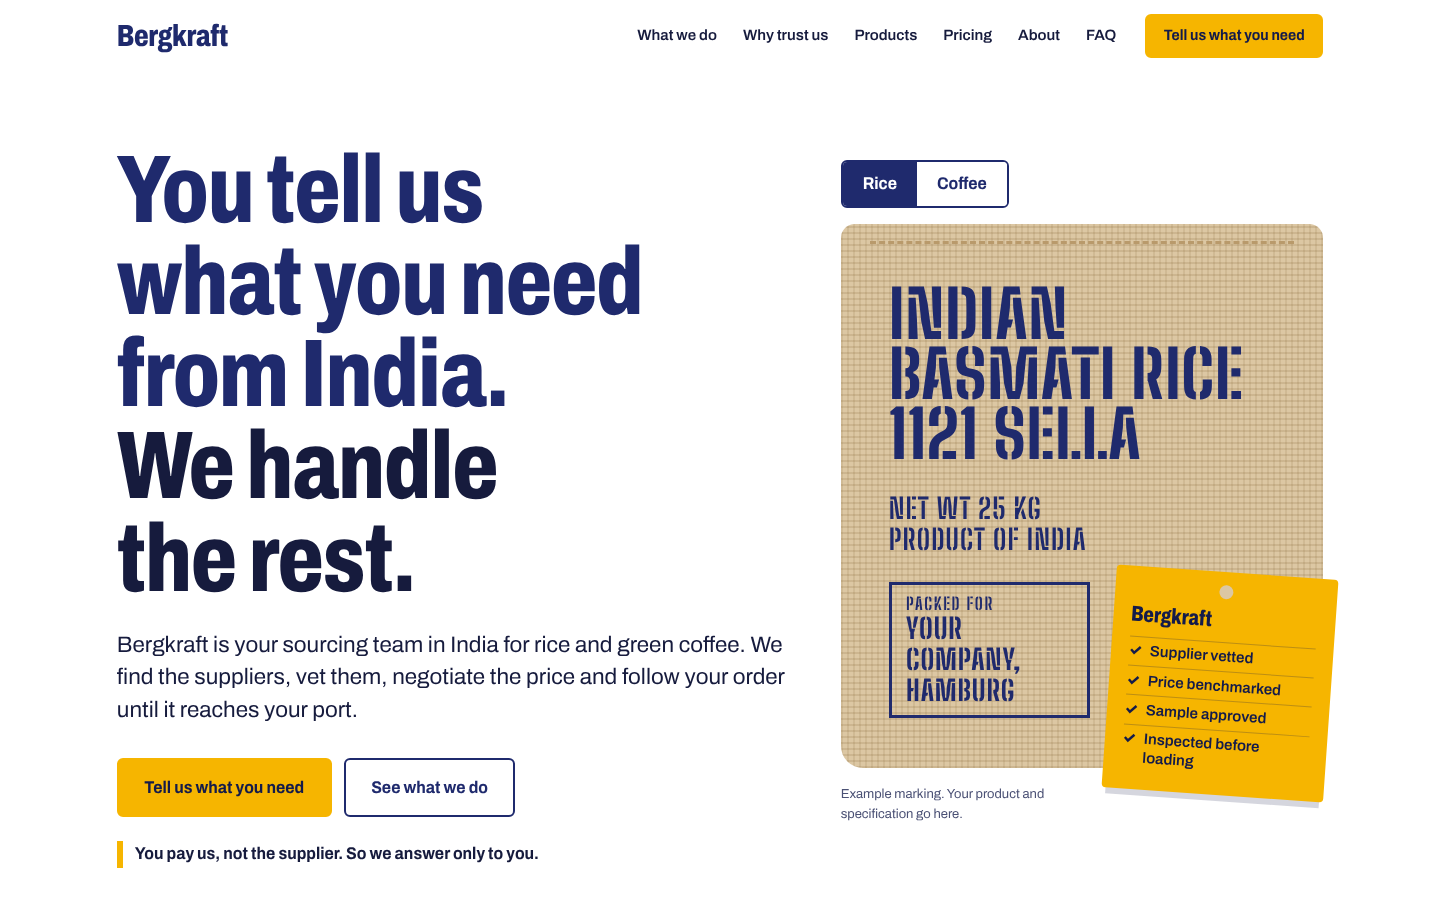 Bergkraft
What we do
Why trust us
Products
Pricing
About
FAQ
Tell us what you need
You tell us
what you need
from India.
We handle
the rest.
Bergkraft is your sourcing team in India for rice and green coffee. We
find the suppliers, vet them, negotiate the price and follow your order
until it reaches your port.
Tell us what you need
See what we do
You pay us, not the supplier. So we answer only to you.
Rice
Coffee
INDIAN
BASMATI RICE
1121 SELLA
NET WT 25 KG
PRODUCT OF INDIA
PACKED FOR
YOUR
COMPANY,
HAMBURG
Bergkraft
Supplier vetted
Price benchmarked
Sample approved
Inspected before
loading
Example marking. Your product and
specification go here.